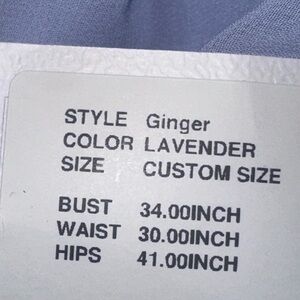 STYLE Ginger
COLOR LAVENDER
SIZE CUSTOM SIZE
BUST 34.00INCH
WAIST 30.00INCH
HIPS 41.00INCH